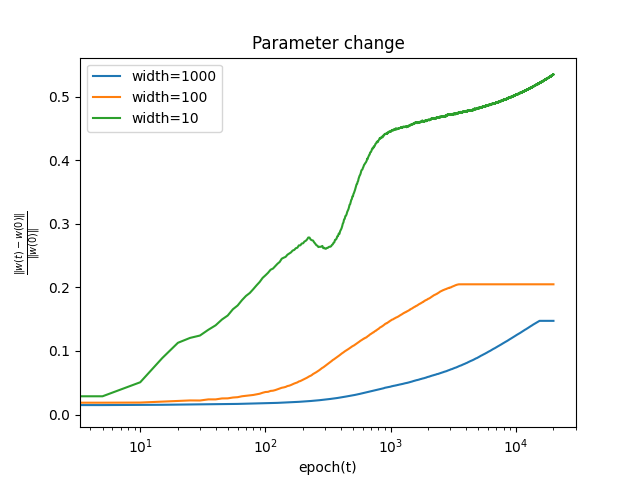 Parameter change
width=1000
width=100
width=10
0.5
0.4
0.3
0.2
0.1
0.0
||w(t) − w(0)||
||w(0)||
10¹
10²
10³
10⁴
epoch(t)